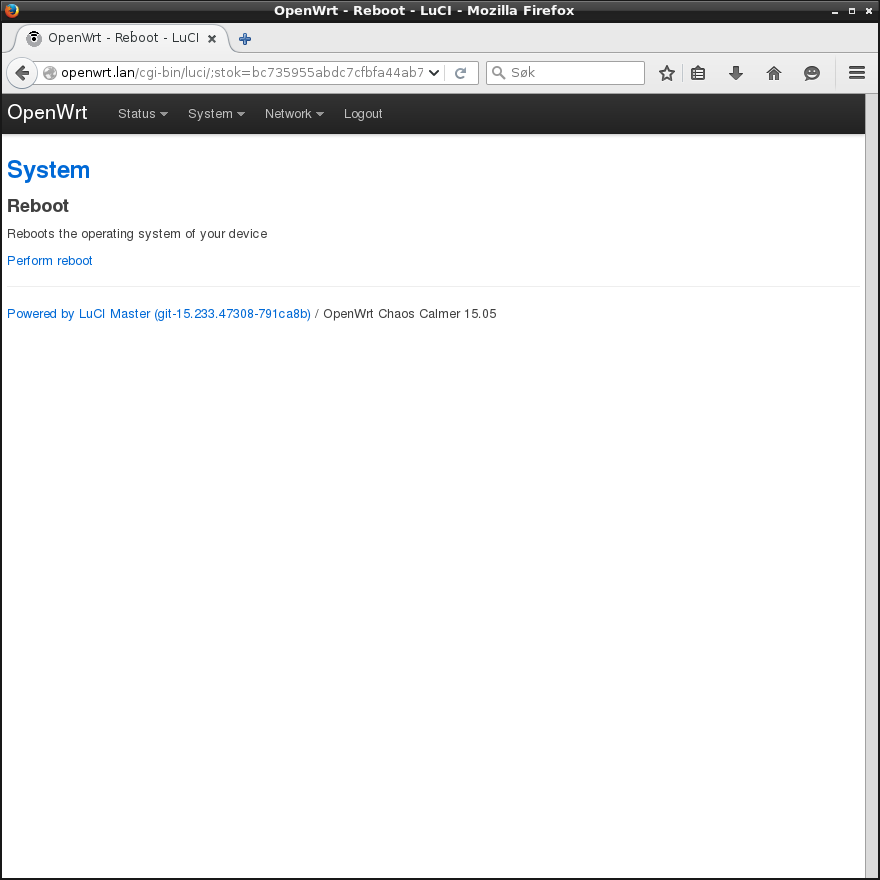 OpenWrt - Reboot - LuCI - Mozilla Firefox
OpenWrt - Reboot - LuCI
openwrt.lan/cgi-bin/luci/;stok=bc735955abdc7cfbfa44ab7 Søk
OpenWrt Status System Network Logout
System
Reboot
Reboots the operating system of your device
Perform reboot
Powered by LuCI Master (git-15.233.47308-791ca8b) / OpenWrt Chaos Calmer 15.05